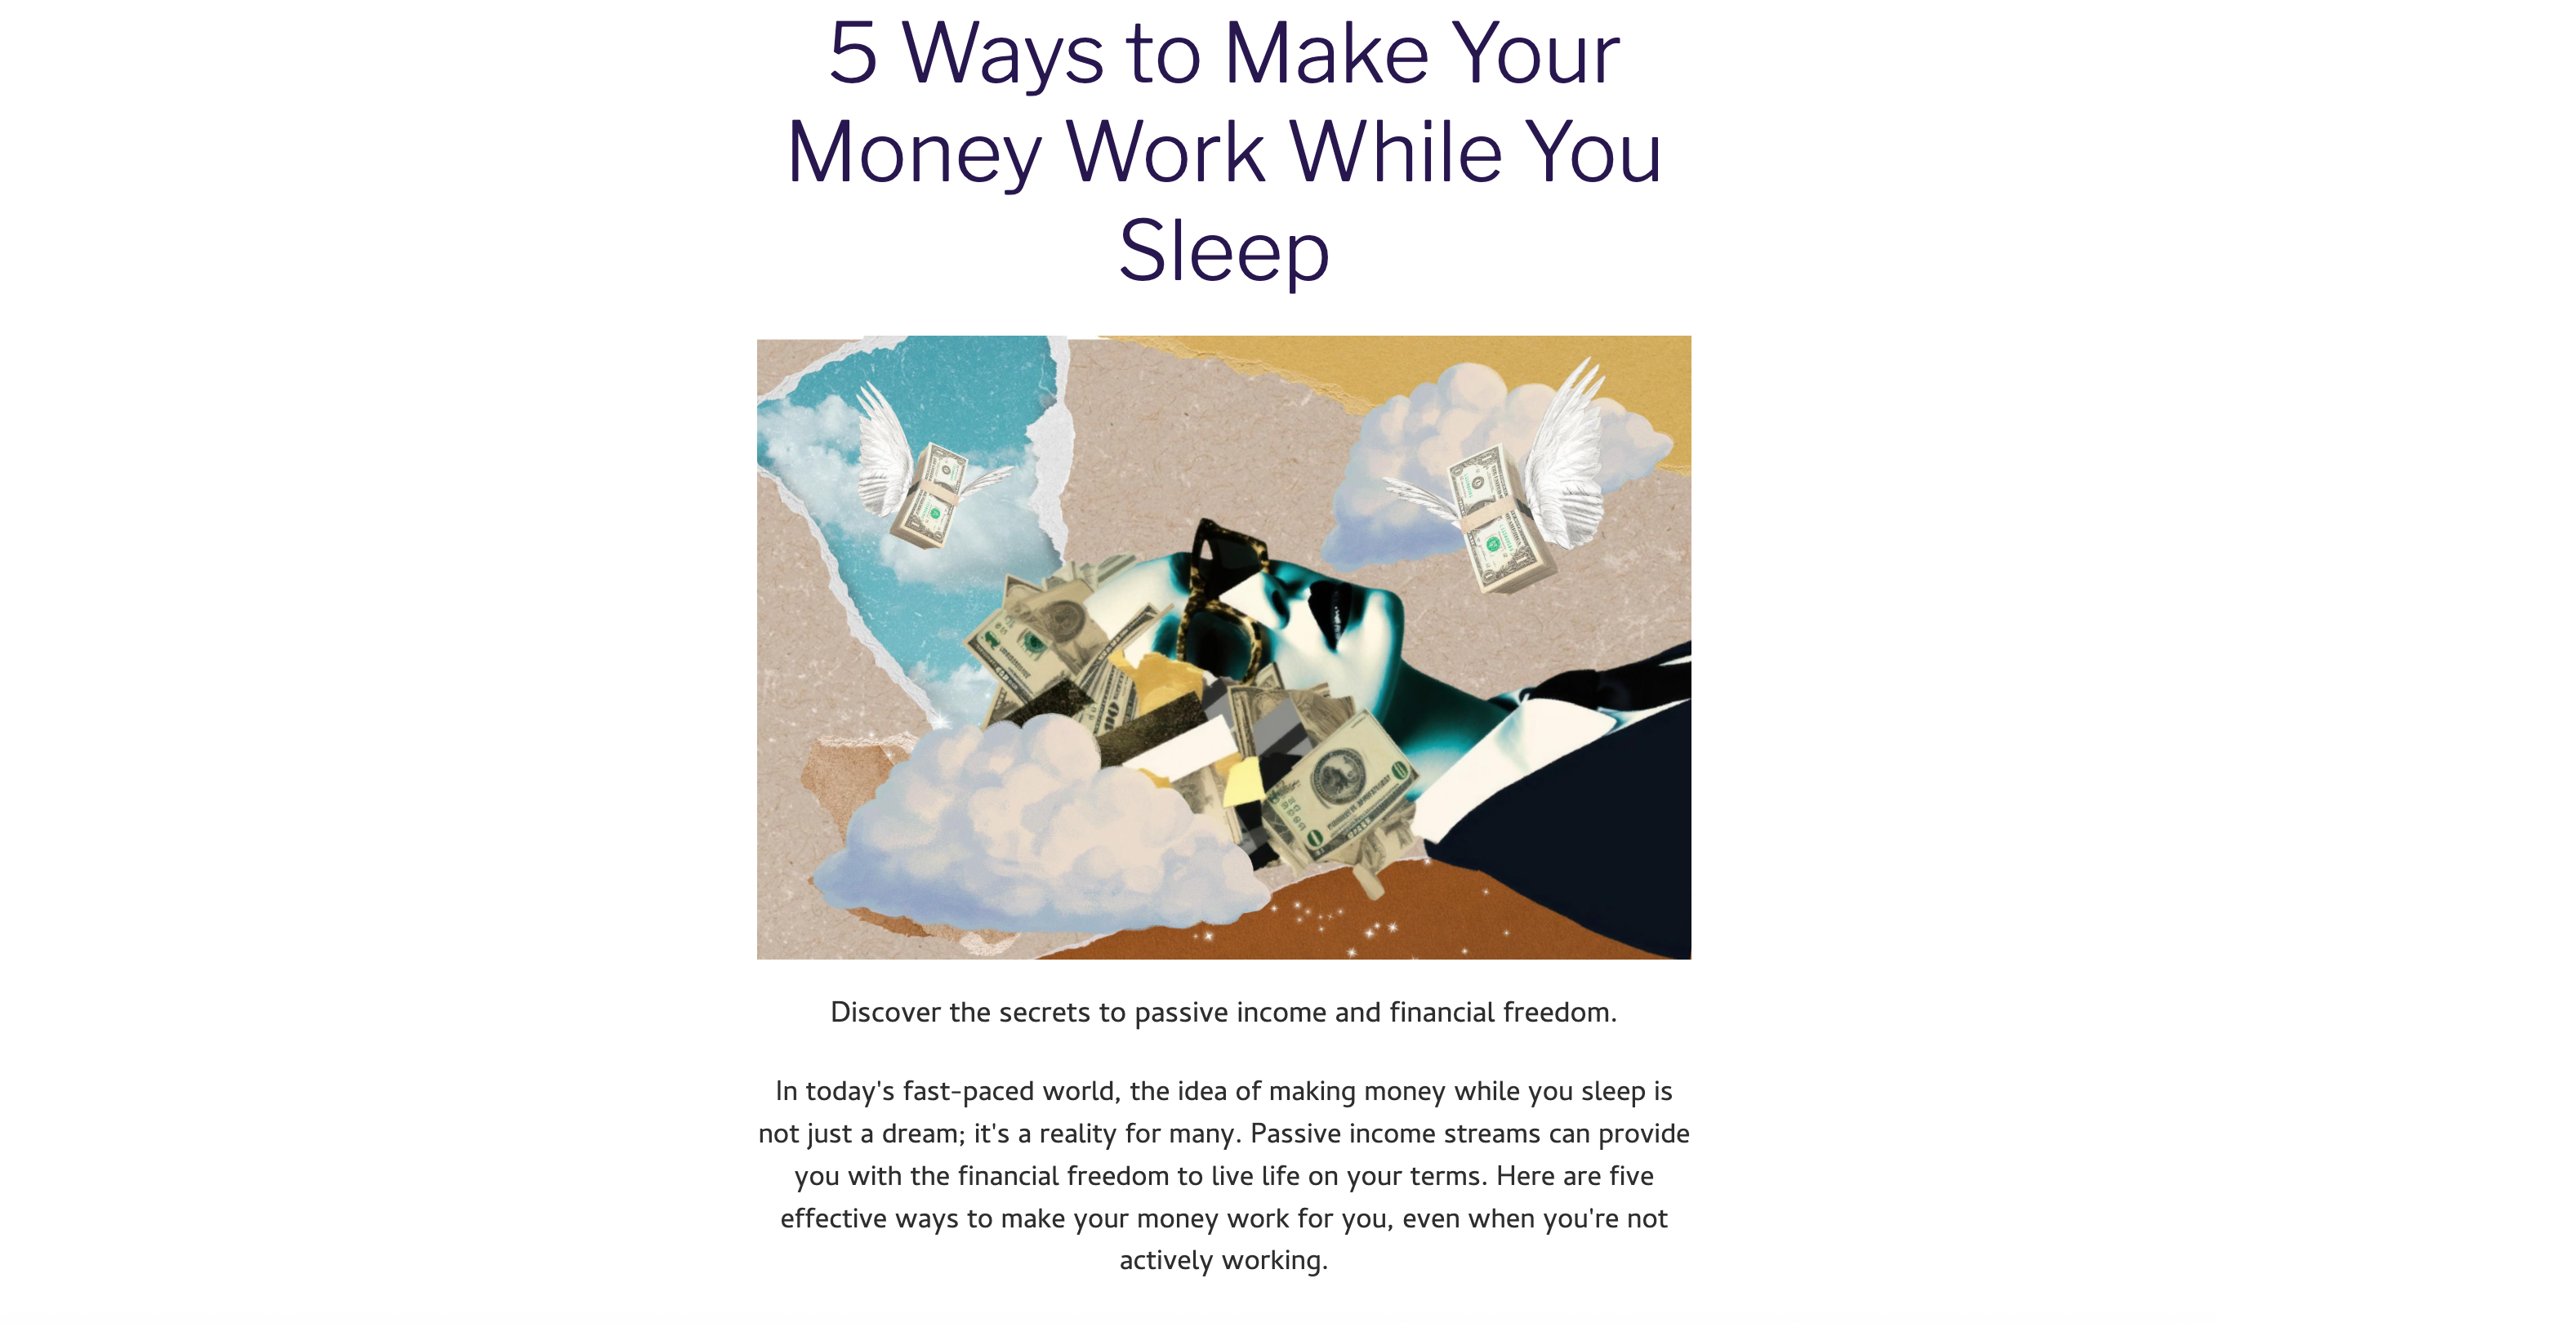 5 Ways to Make Your
Money Work While You
Sleep
Discover the secrets to passive income and financial freedom.
In today's fast-paced world, the idea of making money while you sleep is
not just a dream; it's a reality for many. Passive income streams can provide
you with the financial freedom to live life on your terms. Here are five
effective ways to make your money work for you, even when you're not
actively working.